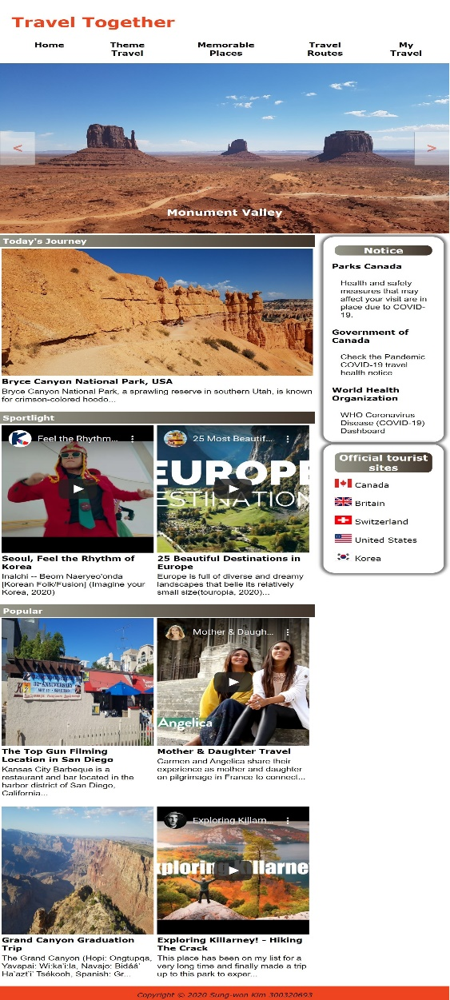 Travel Together
Home
Theme
Travel
Memorable
Places
Travel
Routes
My
Travel
<
>
Monument Valley
Today's Journey
Bryce Canyon National Park, USA
Bryce Canyon National Park, a sprawling reserve in southern Utah, is known
for crimson-colored hoodo...
Sportlight
Feel the Rhythm...
25 Most Beautif...
EUROPE
DESTINATION
Seoul, Feel the Rhythm of
Korea
Inalchi -- Beom Naeryeo'onda
[Korean Folk/Fusion] (Imagine your
Korea, 2020)
25 Beautiful Destinations in
Europe
Europe is full of diverse and dreamy
landscapes that belie its relatively
small size(touropia, 2020)...
Popular
ANNIVERSARY
Mother & Daugh...
Angelica
The Top Gun Filming
Location in San Diego
Kansas City Barbeque is a
restaurant and bar located in the
harbor district of San Diego,
California...
Mother & Daughter Travel
Carmen and Angelica share their
experience as mother and daughter
on pilgrimage in France to connect...
Exploring Killarn...
xploring Killarne
Grand Canyon Graduation
Trip
The Grand Canyon (Hopi: Ongtupqa,
Yavapai: Wi:ka'i:la, Navajo: Bidáá'
Ha'azt'i' Tsékooh, Spanish: Gr...
Exploring Killarney! - Hiking
The Crack
This place has been on my list for a
very long time and finally made a trip
up to this park to exper...
Notice
Parks Canada
Health and safety
measures that may
affect your visit are in
place due to COVID-
19.
Government of
Canada
Check the Pandemic
COVID-19 travel
health notice
World Health
Organization
WHO Coronavirus
Disease (COVID-19)
Dashboard
Official tourist
sites
Canada
Britain
Switzerland
United States
Korea
Copyright © 2020 Sung-won Kim 300320693